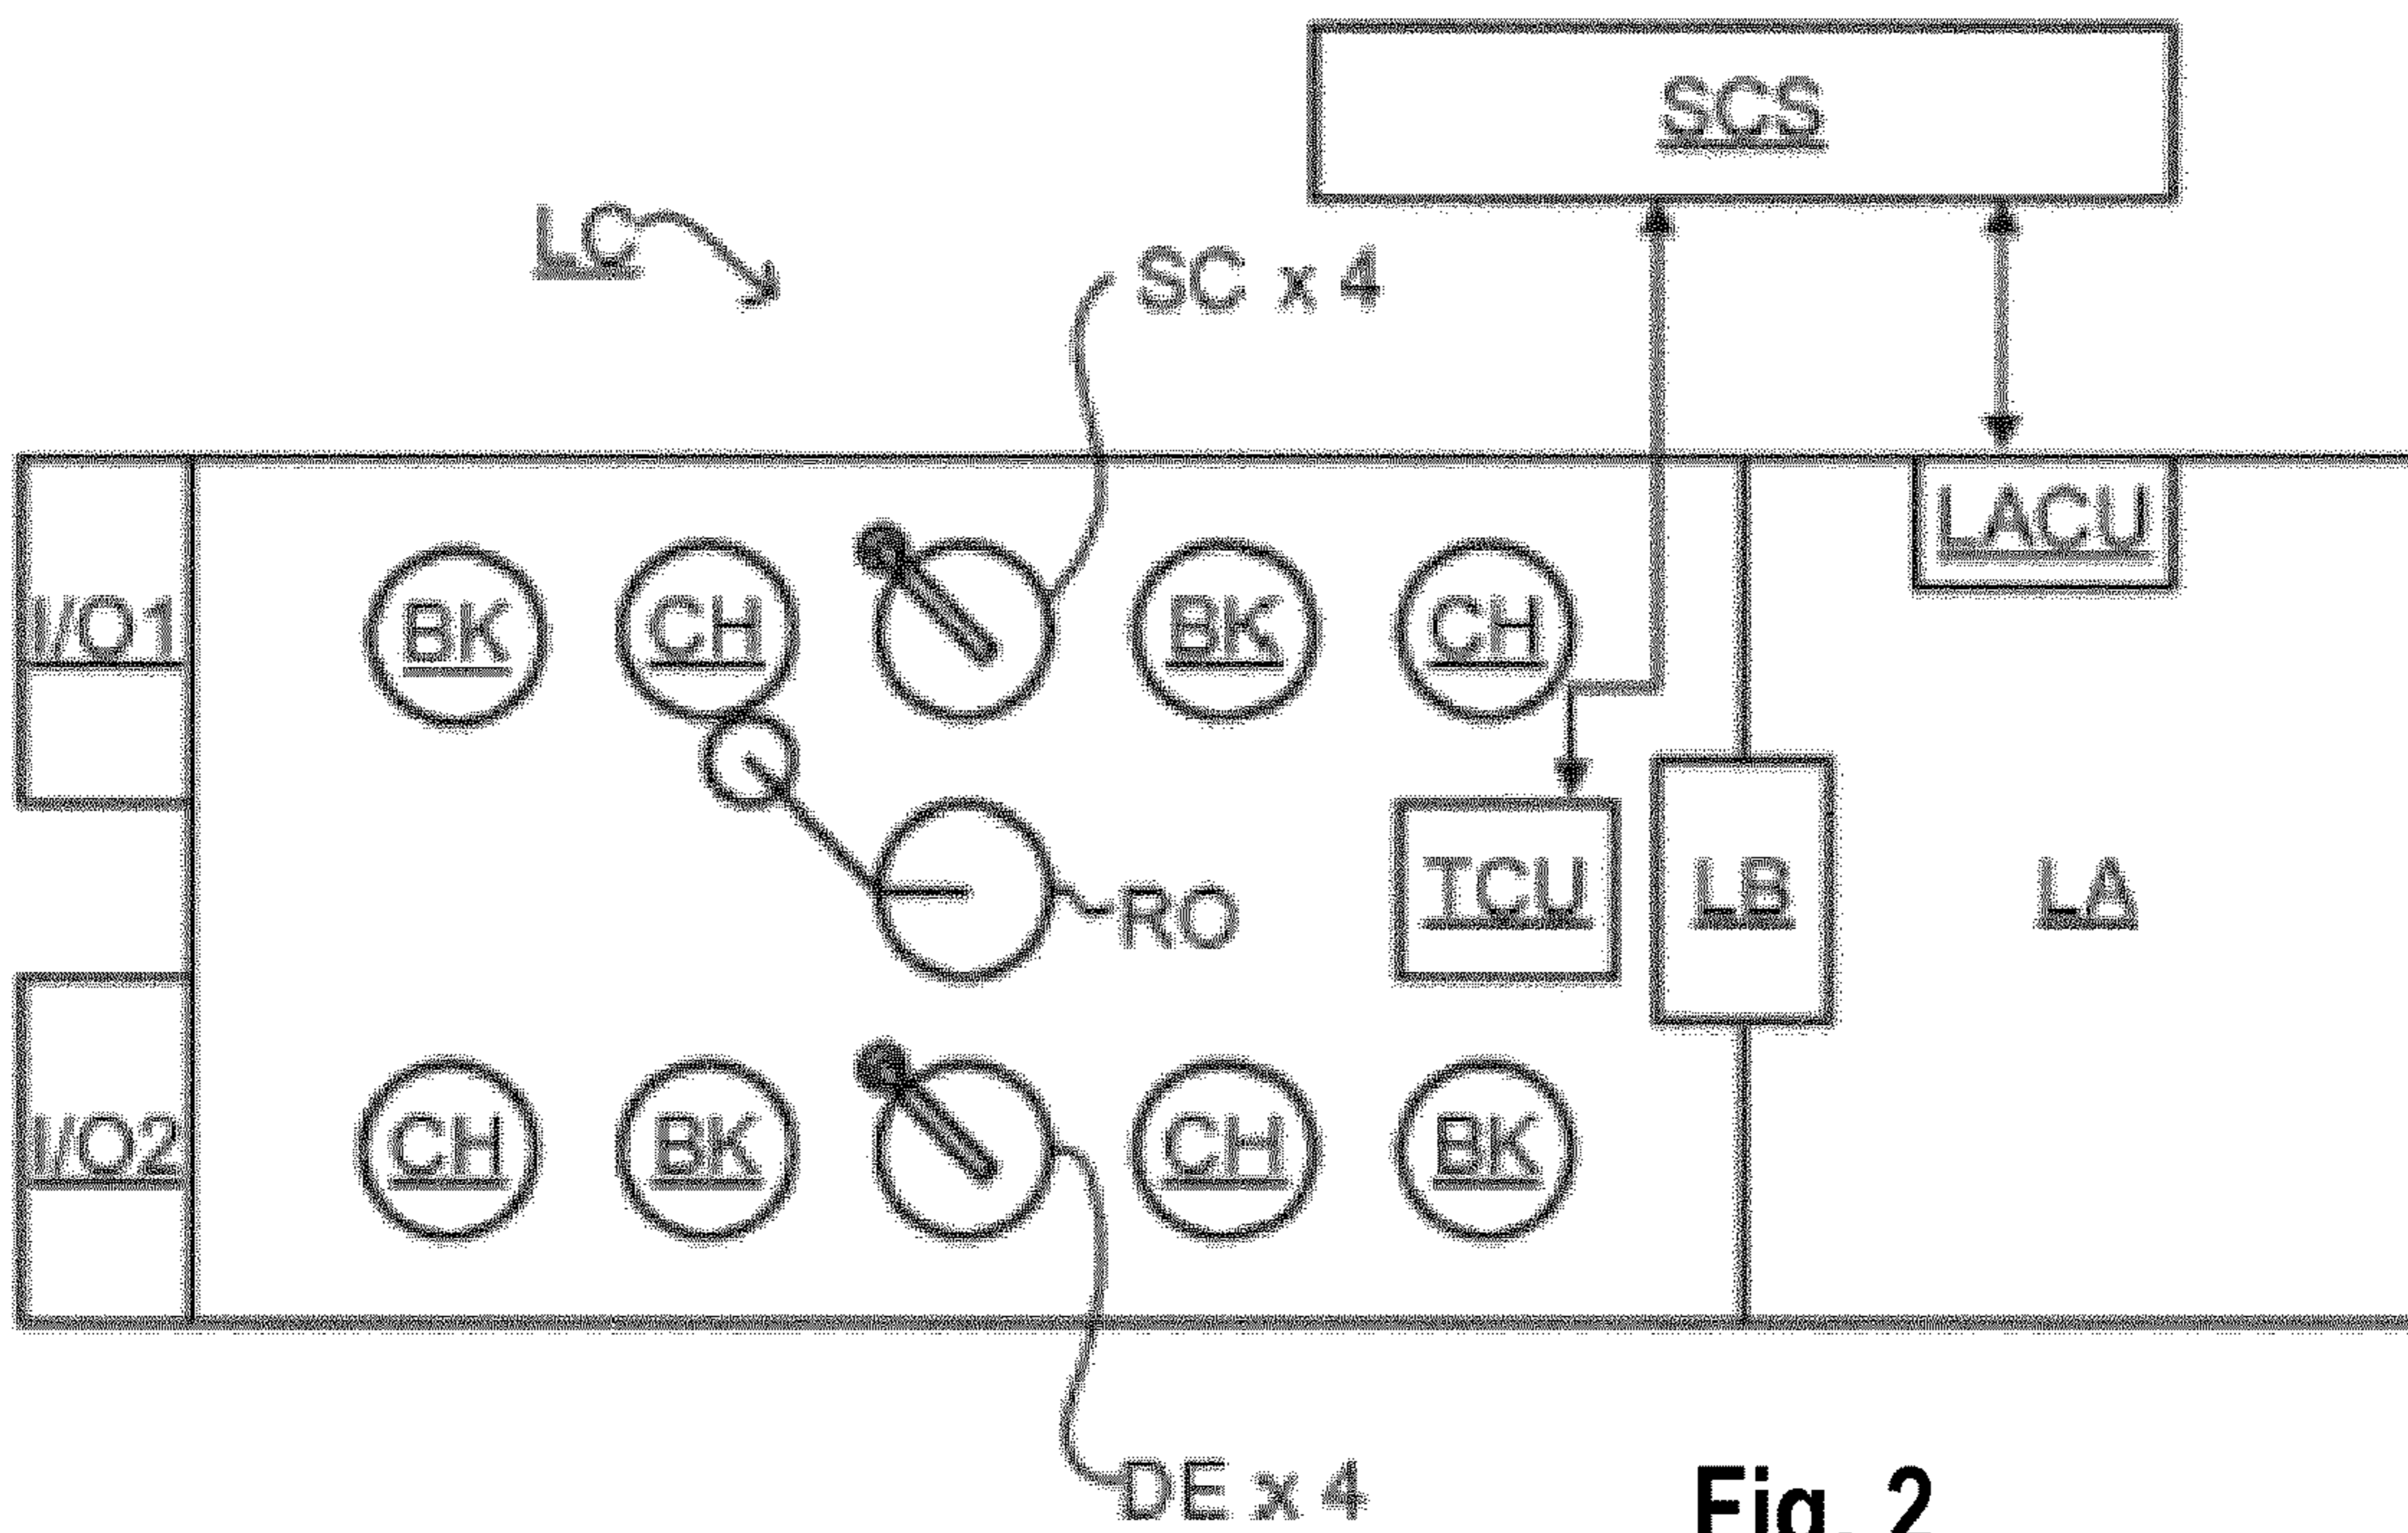 SCS
LC
SC x 4
LACU
I/O1
BK
CH
BK
CH
TCU
LB
LA
RO
I/O2
CH
BK
CH
BK
DE x 4
Fig. 2